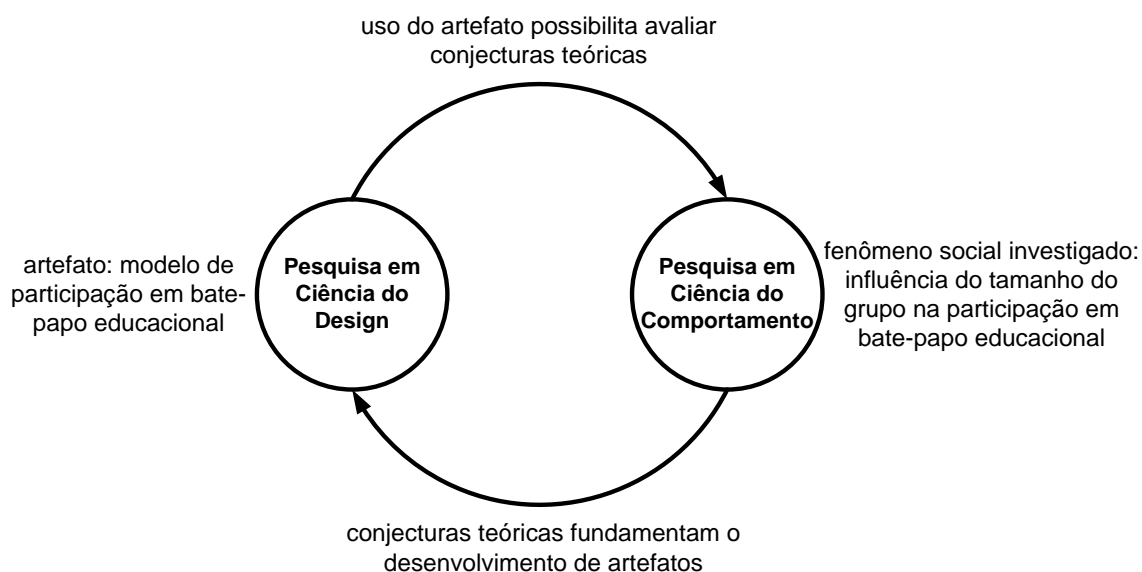 uso do artefato possibilita avaliar
conjecturas teóricas
artefato: modelo de
participação em bate-
papo educacional
Pesquisa em
Ciência do
Design
Pesquisa em
Ciência do
Comportamento
fenômeno social investigado:
influência do tamanho do
grupo na participação em
bate-papo educacional
conjecturas teóricas fundamentam o
desenvolvimento de artefatos